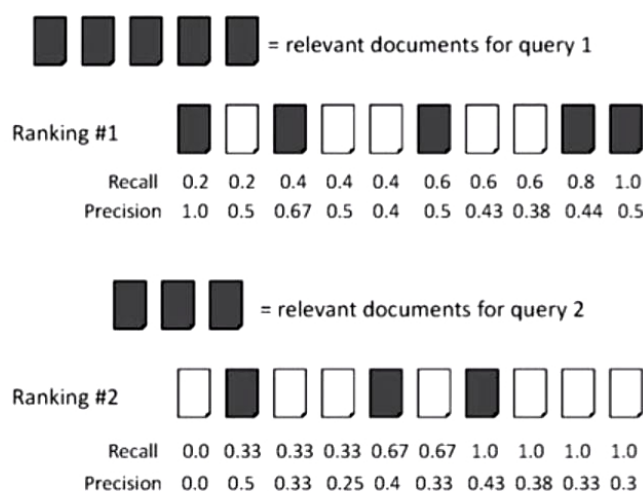 = relevant documents for query 1
Ranking #1
Recall 0.2 0.2 0.4 0.4 0.4 0.6 0.6 0.6 0.8 1.0
Precision 1.0 0.5 0.67 0.5 0.4 0.5 0.43 0.38 0.44 0.5
= relevant documents for query 2
Ranking #2
Recall 0.0 0.33 0.33 0.33 0.67 0.67 1.0 1.0 1.0 1.0
Precision 0.0 0.5 0.33 0.25 0.4 0.33 0.43 0.38 0.33 0.3